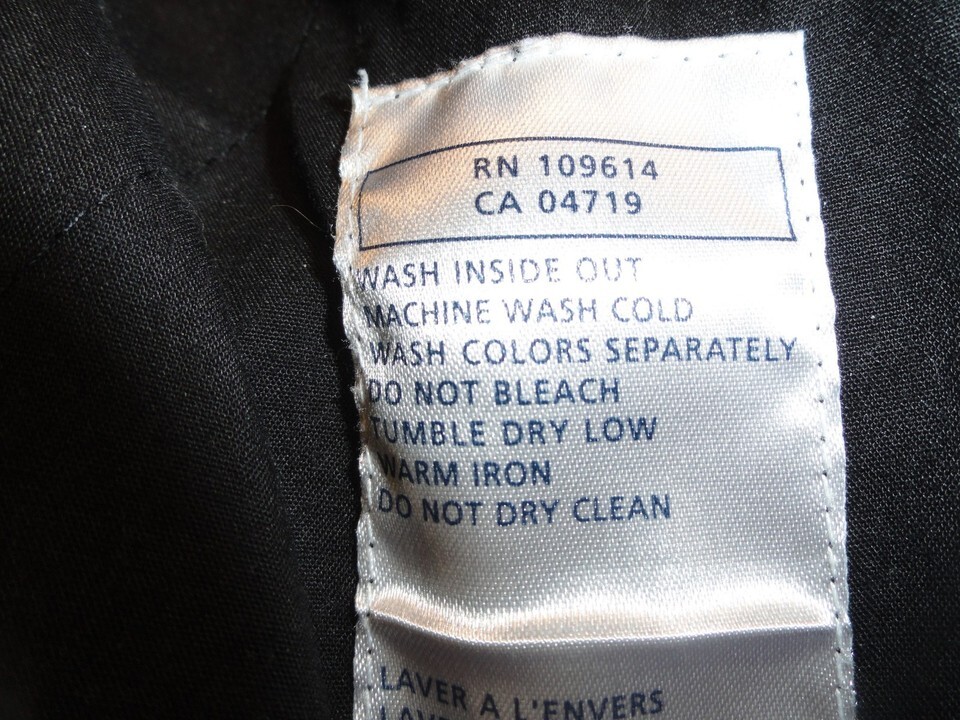 RN 109614
CA 04719
WASH INSIDE OUT
MACHINE WASH COLD
WASH COLORS SEPARATELY
DO NOT BLEACH
TUMBLE DRY LOW
WARM IRON
DO NOT DRY CLEAN
LAVER A L'ENVERS